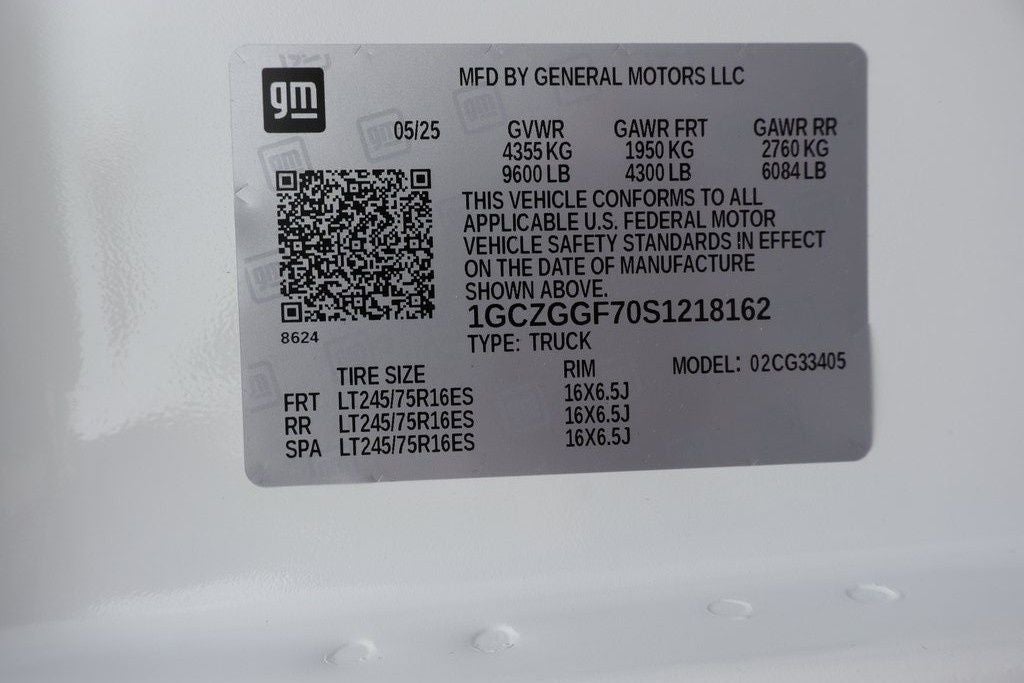 gm
MFD BY GENERAL MOTORS LLC
05/25 GVWR GAWR FRT GAWR RR
4355 KG 1950 KG 2760 KG
9600 LB 4300 LB 6084 LB
THIS VEHICLE CONFORMS TO ALL
APPLICABLE U.S. FEDERAL MOTOR
VEHICLE SAFETY STANDARDS IN EFFECT
ON THE DATE OF MANUFACTURE
SHOWN ABOVE.
1GCZGGF70S1218162
8624
TYPE: TRUCK
MODEL: 02CG33405
TIRE SIZE RIM
FRT LT245/75R16ES 16X6.5J
RR LT245/75R16ES 16X6.5J
SPA LT245/75R16ES 16X6.5J